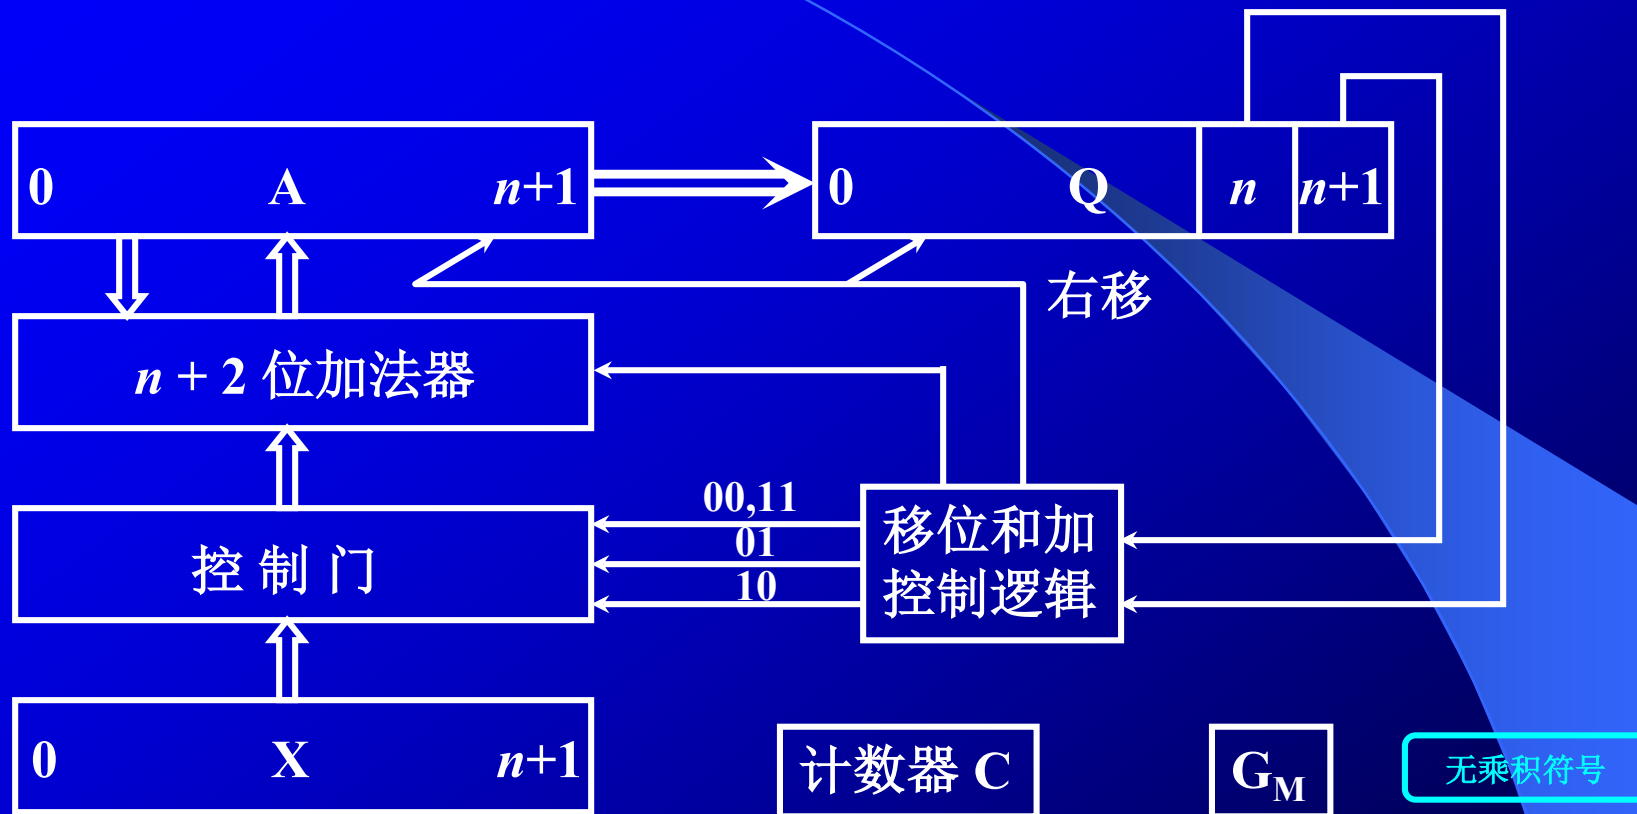 0 A n+1
0 Q n n+1
右移
n + 2 位加法器
00,11
01
10
控 制 门
移位和加
控制逻辑
0 X n+1
计数器 C
GM
无乘积符号